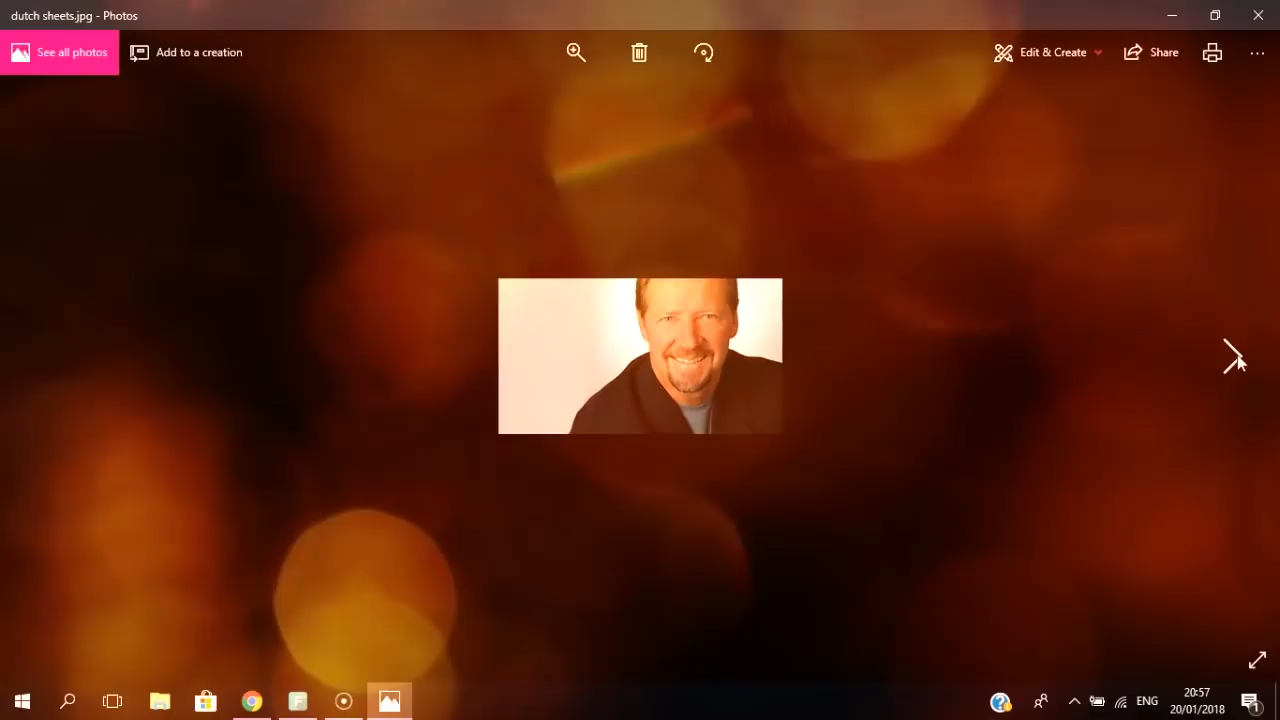 dutch sheets.jpg - Photos
See all photos
Add to a creation
Edit & Create
Share
F
ENG
20:57
20/01/2018
1